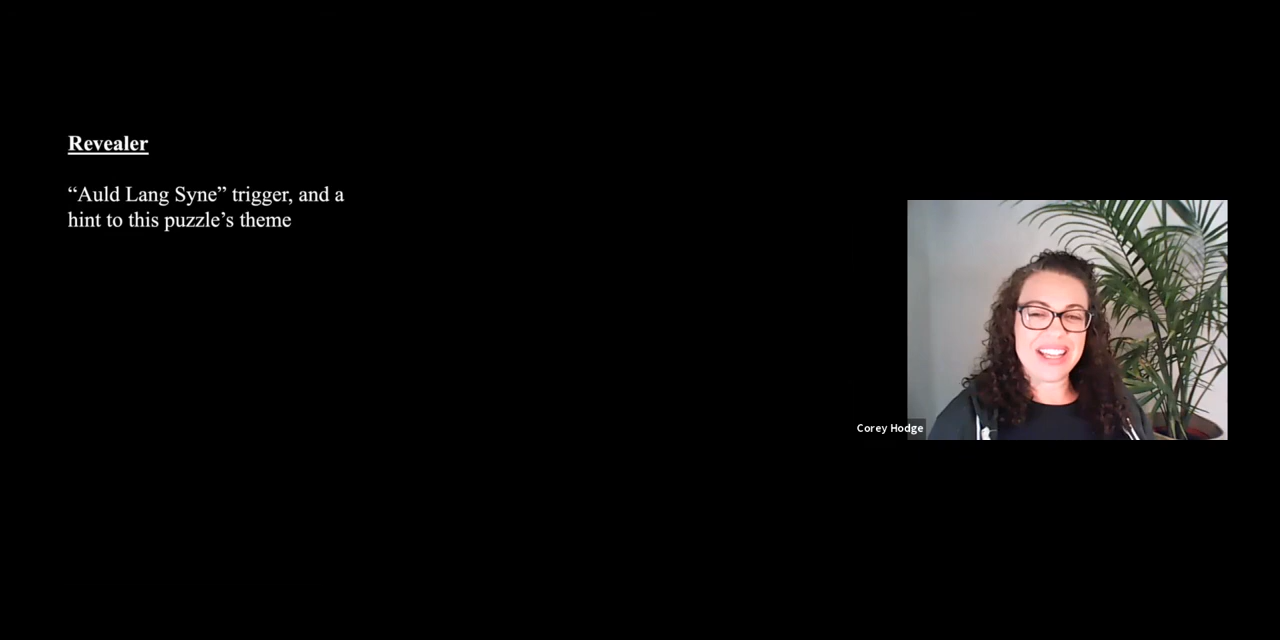 Revealer
“Auld Lang Syne” trigger, and a
hint to this puzzle’s theme
Corey Hodge